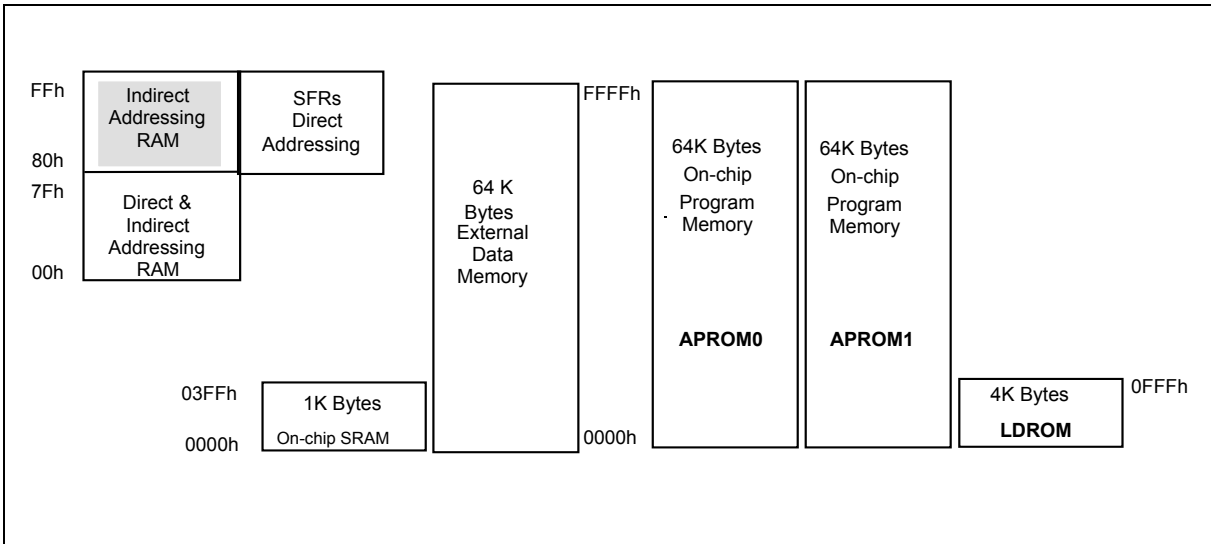 FFh
80h
7Fh
00h
Indirect
Addressing
RAM
SFRs
Direct
Addressing
Direct &
Indirect
Addressing
RAM
03FFh
0000h
1K Bytes
On-chip SRAM
64 K
Bytes
External
Data
Memory
FFFFh
0000h
64K Bytes
On-chip
Program
Memory
APROM0
64K Bytes
On-chip
Program
Memory
APROM1
4K Bytes
LDROM
0FFFh